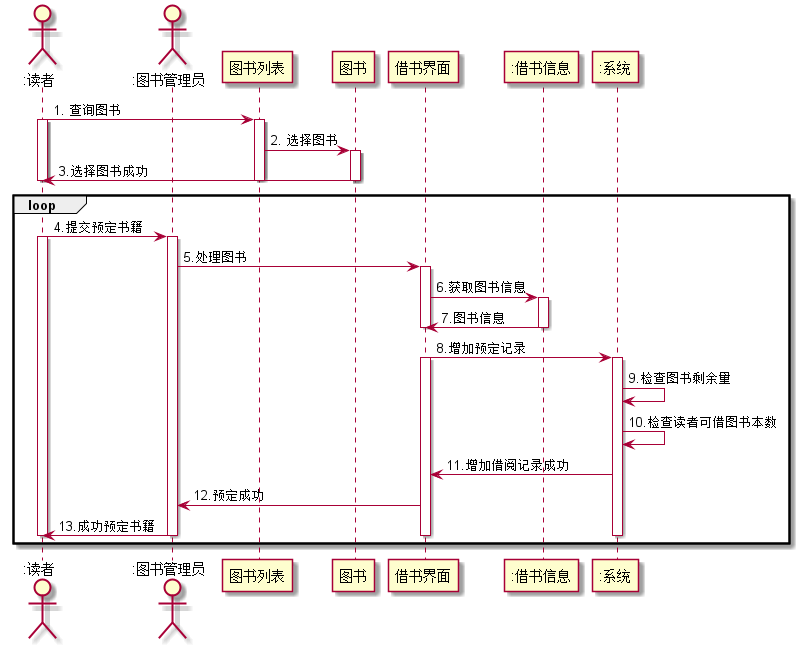 :读者
:图书管理员
图书列表
图书
借书界面
:借书信息
:系统
1. 查询图书
2. 选择图书
3.选择图书成功
loop
4.提交预定书籍
5.处理图书
6.获取图书信息
7.图书信息
8.增加预定记录
9.检查图书剩余量
10.检查读者可借图书本数
11.增加借阅记录成功
12.预定成功
13.成功预定书籍
:读者
:图书管理员
图书列表
图书
借书界面
:借书信息
:系统